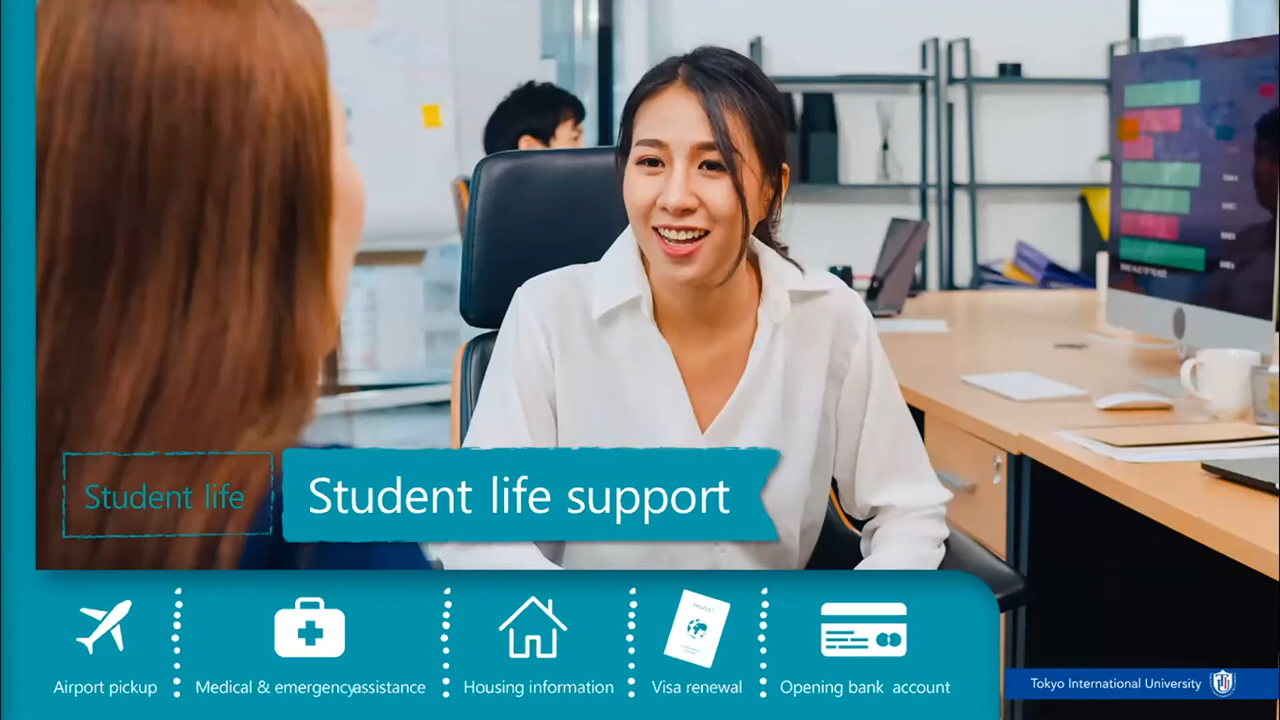 Student life
Student life support
Airport pickup
Medical & emergencyassistance
Housing information
Visa renewal
Opening bank account
Tokyo International University